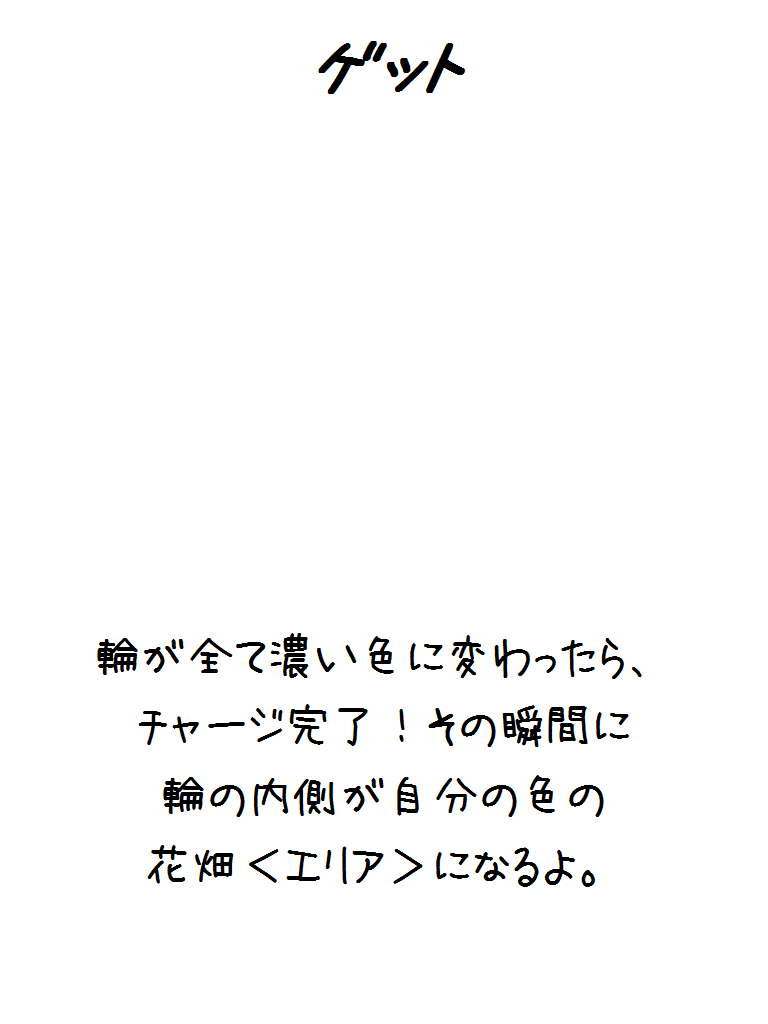 ゲット
輪が全て濃い色に変わったら、
チャージ完了！その瞬間に
輪の内側が自分の色の
花畑＜エリア＞になるよ。